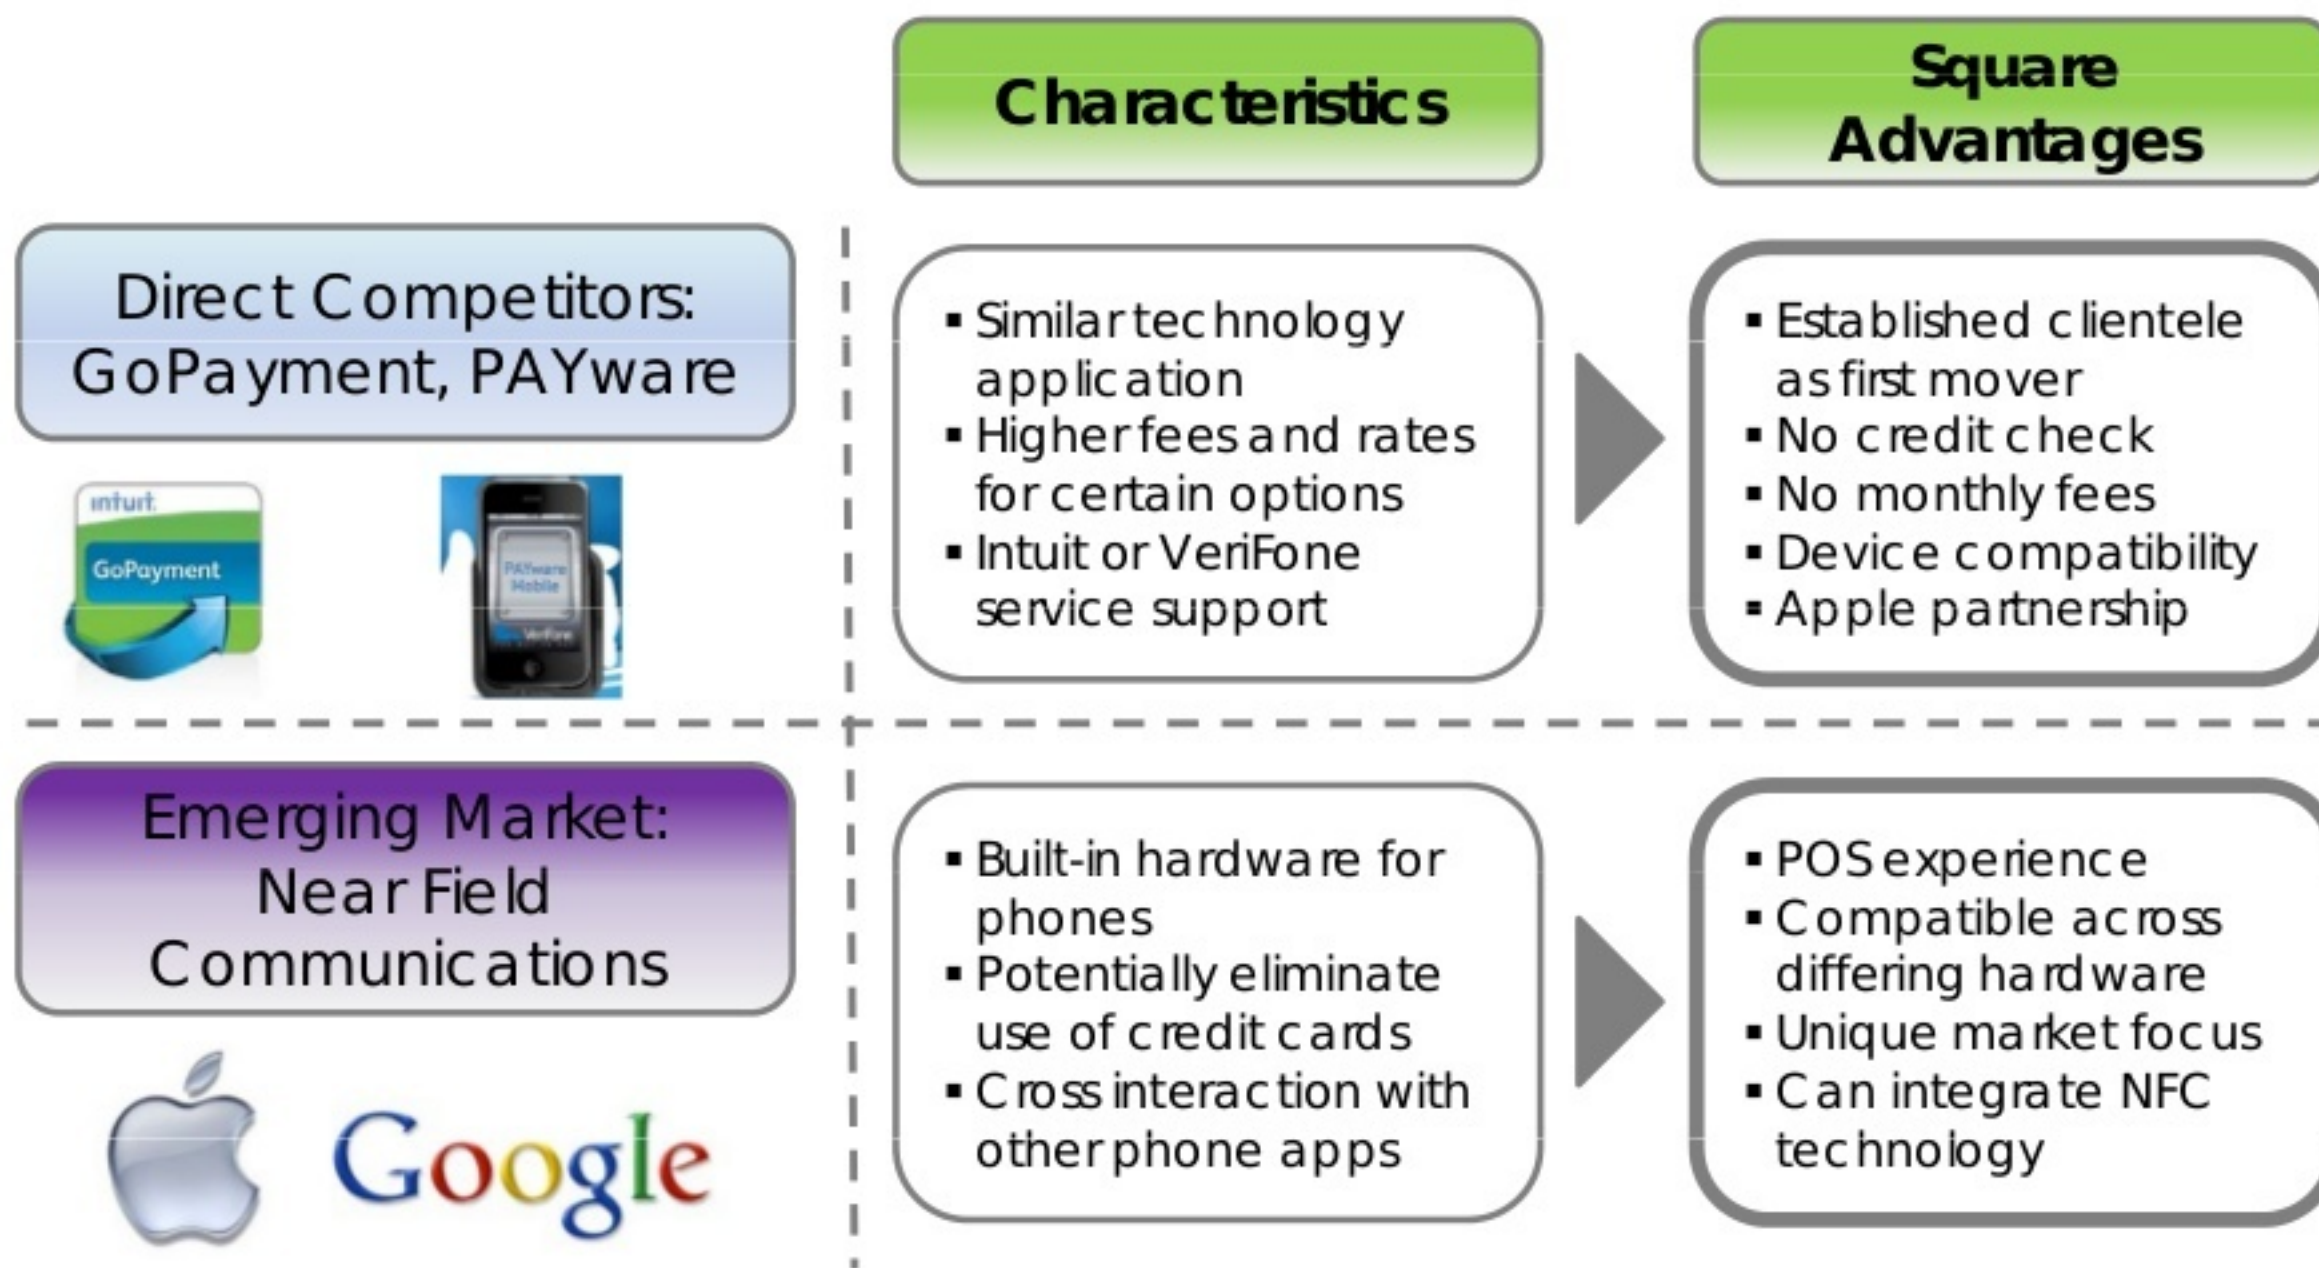 Characteristics
Square
Advantages
Direct Competitors:
GoPayment, PAYware
intuit
GoPayment
PAYware
Mobile
VeriFone
▪ Similar technology
application
▪ Higher fees and rates
for certain options
▪ Intuit or VeriFone
service support
▪ Established clientele
as first mover
▪ No credit check
▪ No monthly fees
▪ Device compatibility
▪ Apple partnership
Emerging Market:
Near Field
Communications
Google
▪ Built-in hardware for
phones
▪ Potentially eliminate
use of credit cards
▪ Cross interaction with
other phone apps
▪ POS experience
▪ Compatible across
differing hardware
▪ Unique market focus
▪ Can integrate NFC
technology